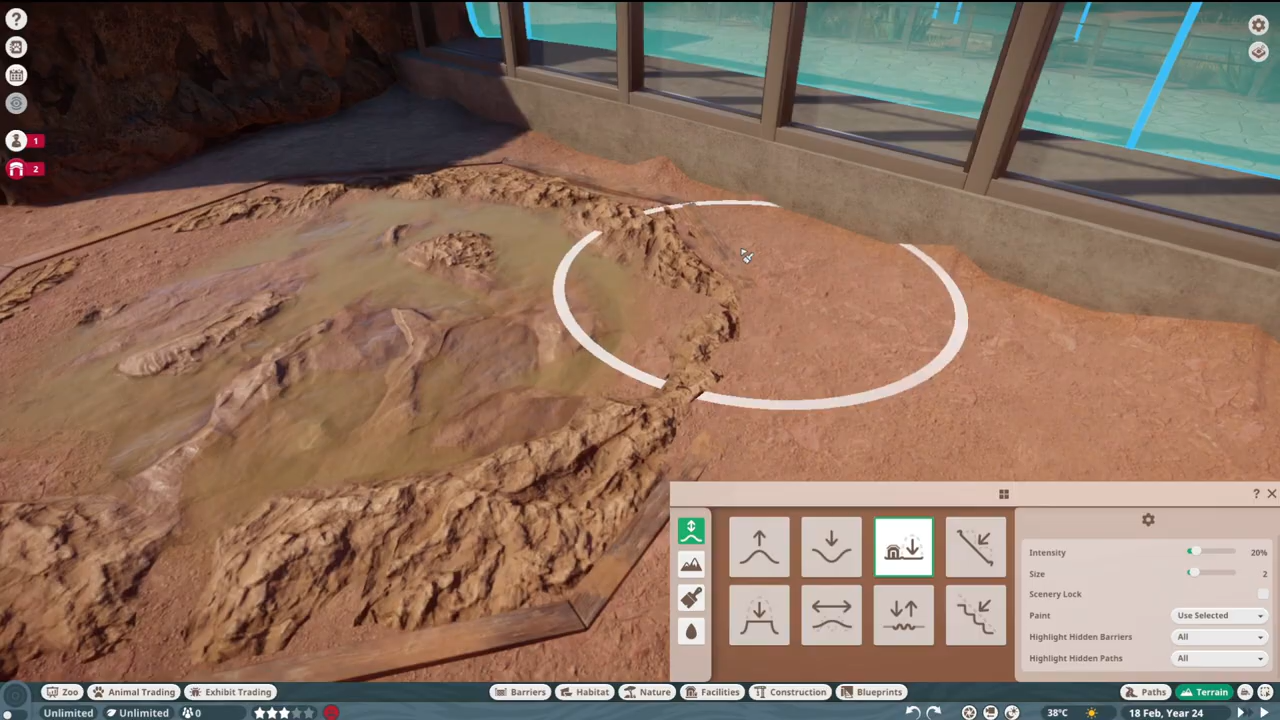 ?
1
2
? ×
Intensity 20%
Size 2
Scenery Lock
Paint Use Selected
Highlight Hidden Barriers All
Highlight Hidden Paths All
Zoo Animal Trading Exhibit Trading Barriers Habitat Nature Facilities Construction Blueprints Paths Terrain
Unlimited Unlimited 0 38°C 18 Feb, Year 24